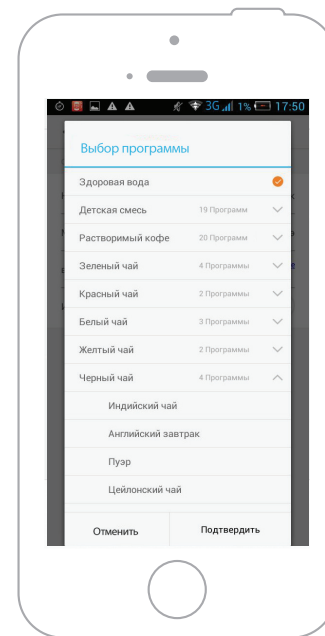 3G 1% 17:50
Выбор программы
Здоровая вода
Детская смесь 19 Программ
Растворимый кофе 20 Программ
Зеленый чай 4 Программы
Красный чай 2 Программы
Белый чай 3 Программы
Желтый чай 2 Программы
Черный чай 4 Программы
Индийский чай
Английский завтрак
Пуэр
Цейлонский чай
Отменить Подтвердить